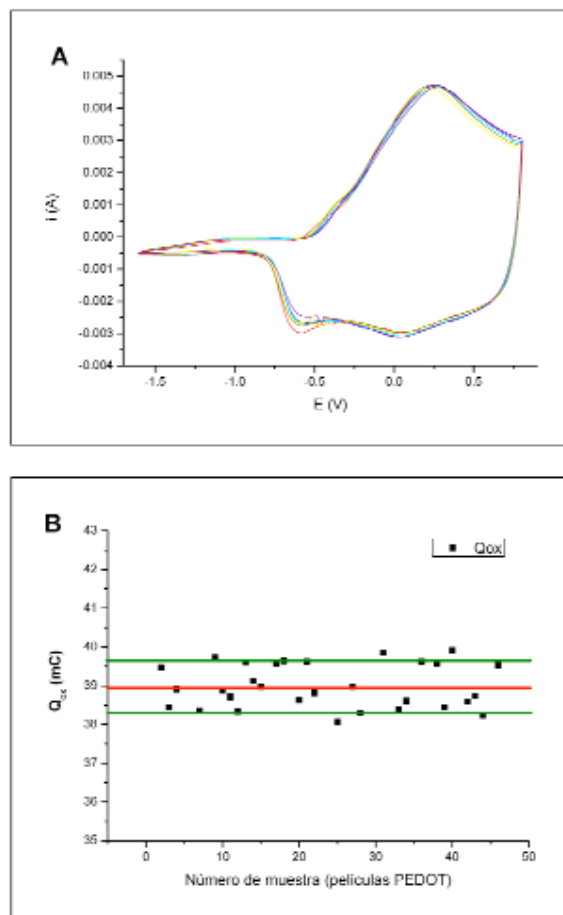 A
0.005
0.004
0.003
0.002
0.001
0.000
-0.001
-0.002
-0.003
-0.004
i (A)
-1.5 -1.0 -0.5 0.0 0.5
E (V)
B
43
42
41
40
39
38
37
36
35
Qox (mC)
Qox
0 10 20 30 40 50
Número de muestra (películas PEDOT)